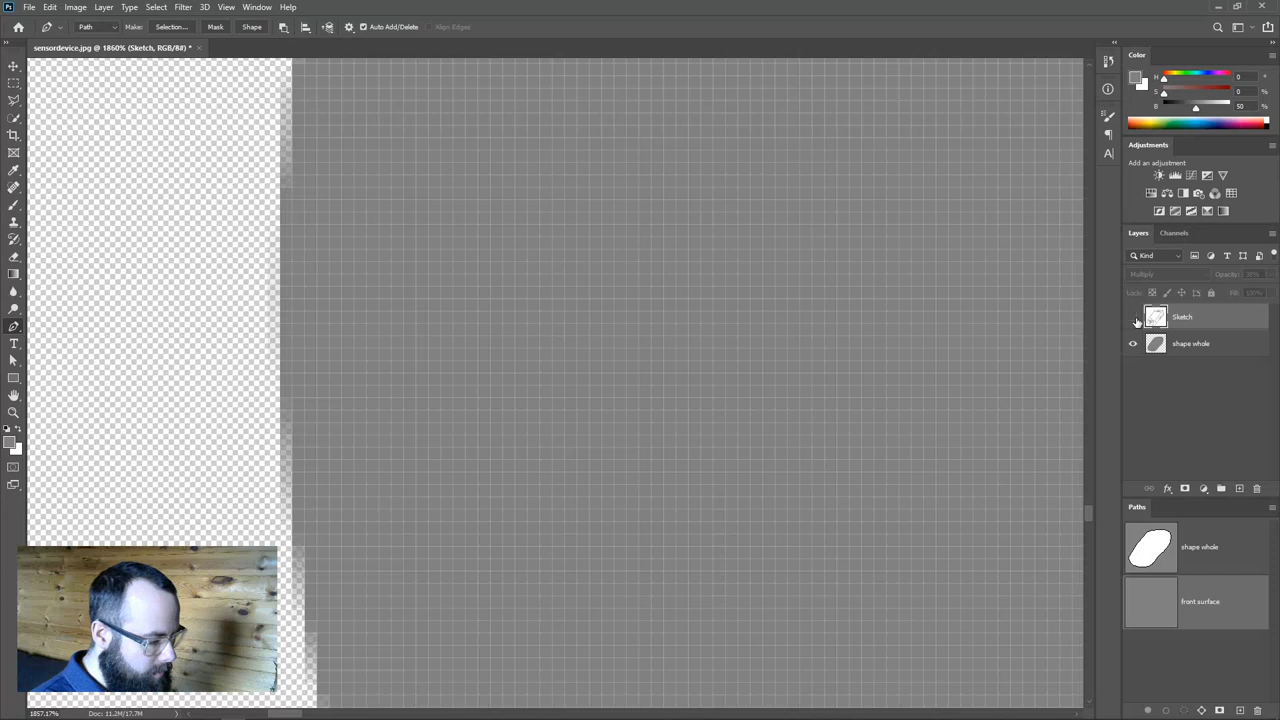 Ps File Edit Image Layer Type Select Filter 3D View Window Help
Path Make: Selection... Mask Shape Auto Add/Delete Align Edges
sensordevice.jpg @ 1860% (Sketch, RGB/8#) *
Color
H 0 °
S 0 %
B 50 %
Adjustments
Add an adjustment
Layers Channels
Kind
Multiply Opacity: 38%
Lock: Fill: 100%
Sketch
shape whole
Paths
shape whole
front surface
1857.17% Doc: 11.2M/17.7M